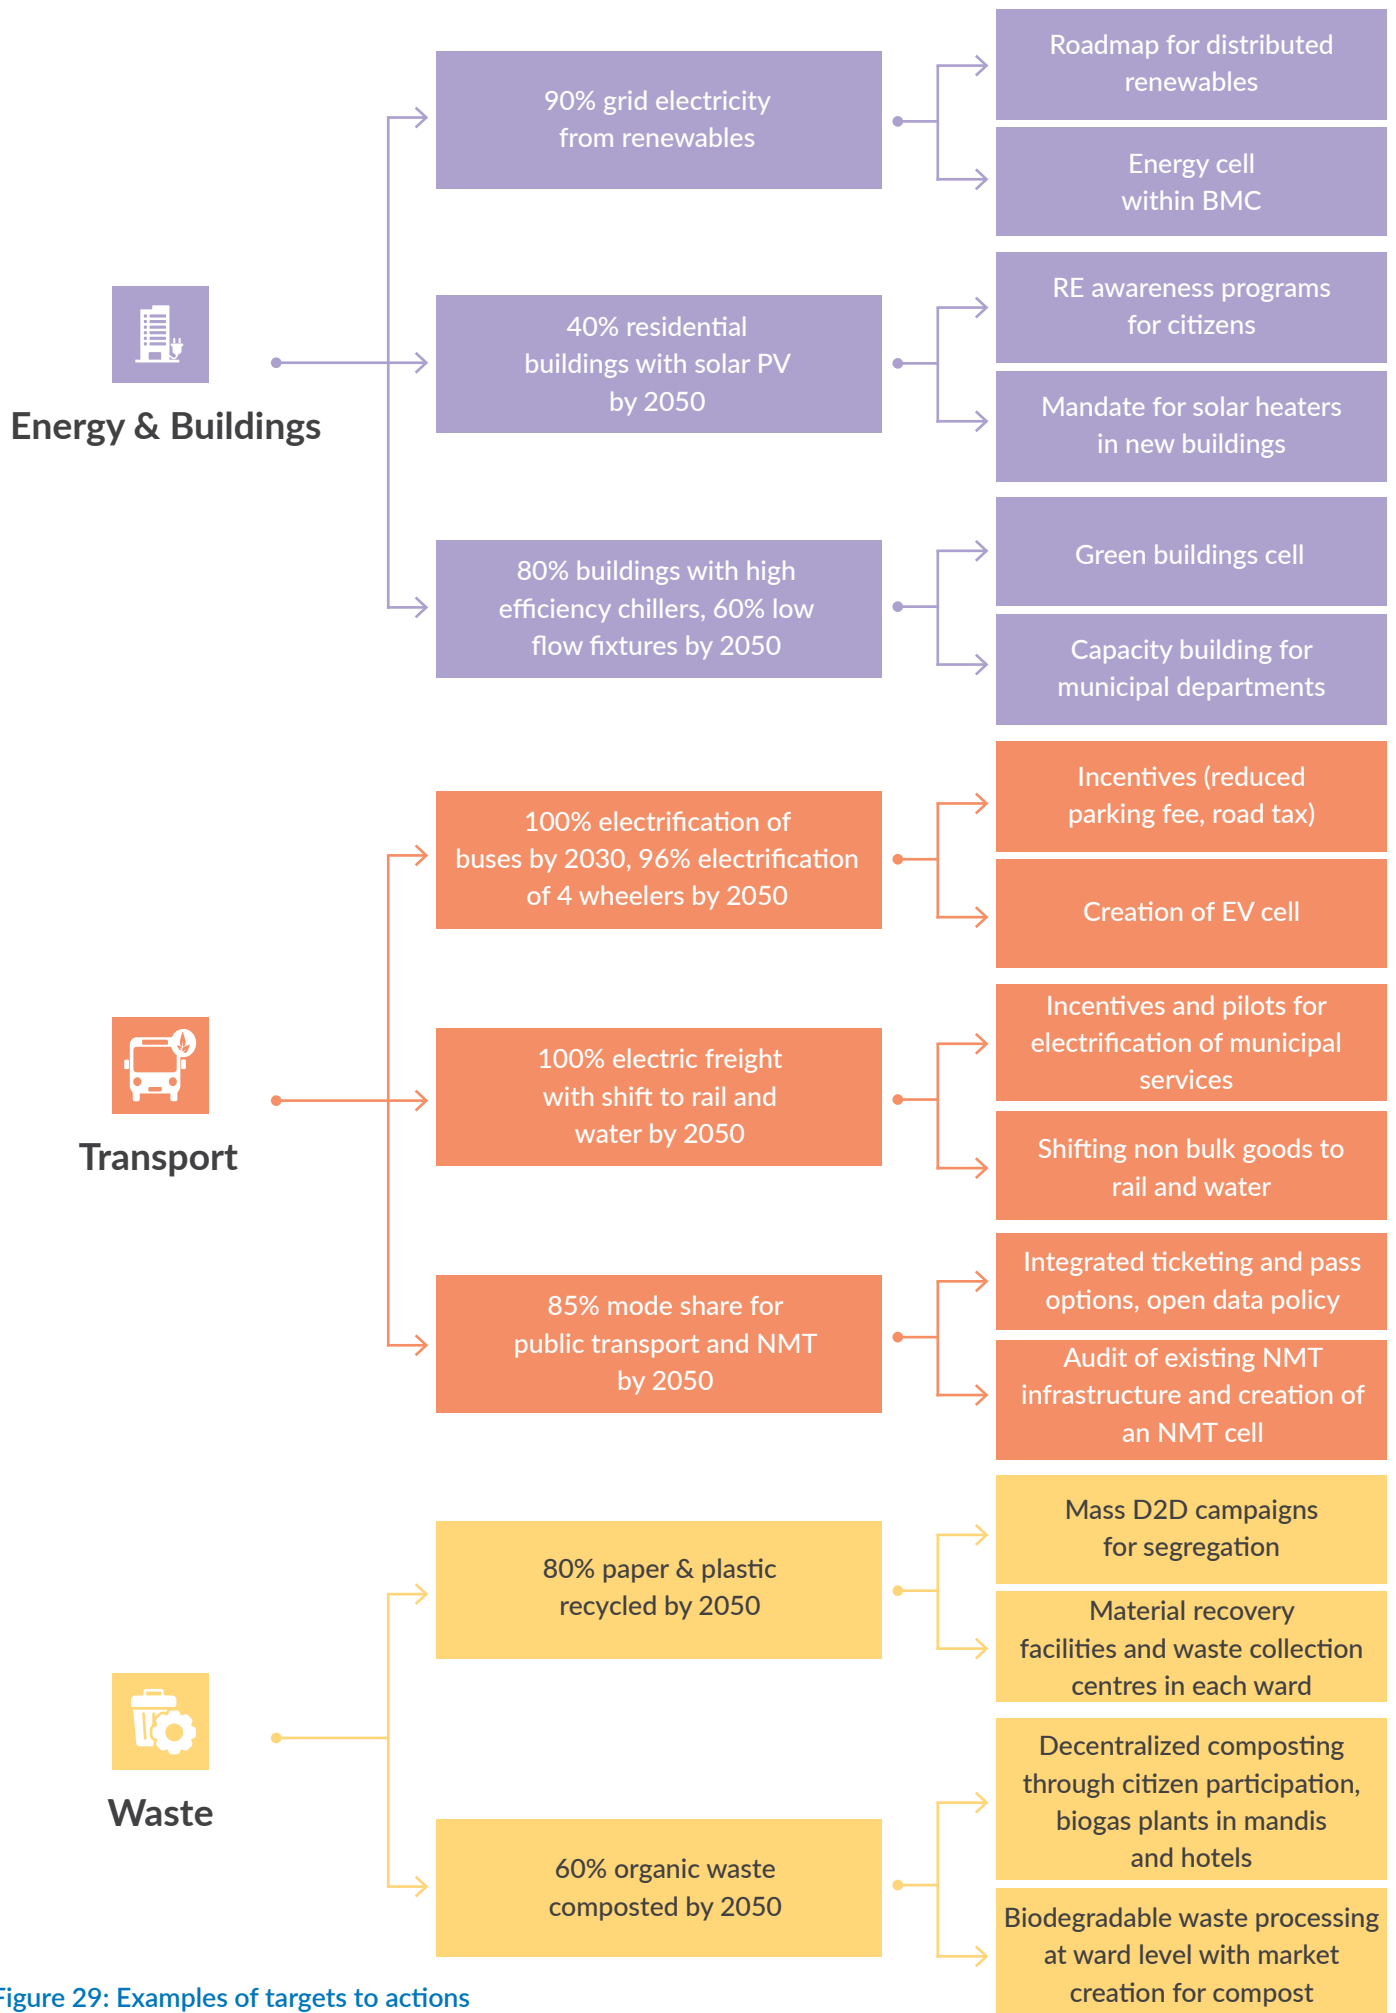 Energy & Buildings
90% grid electricity
from renewables
Roadmap for distributed
renewables
Energy cell
within BMC
40% residential
buildings with solar PV
by 2050
RE awareness programs
for citizens
Mandate for solar heaters
in new buildings
80% buildings with high
efficiency chillers, 60% low
flow fixtures by 2050
Green buildings cell
Capacity building for
municipal departments
Transport
100% electrification of
buses by 2030, 96% electrification
of 4 wheelers by 2050
Incentives (reduced
parking fee, road tax)
Creation of EV cell
100% electric freight
with shift to rail and
water by 2050
Incentives and pilots for
electrification of municipal
services
Shifting non bulk goods to
rail and water
85% mode share for
public transport and NMT
by 2050
Integrated ticketing and pass
options, open data policy
Audit of existing NMT
infrastructure and creation of
an NMT cell
Waste
80% paper & plastic
recycled by 2050
Mass D2D campaigns
for segregation
Material recovery
facilities and waste collection
centres in each ward
60% organic waste
composted by 2050
Decentralized composting
through citizen participation,
biogas plants in mandis
and hotels
Biodegradable waste processing
at ward level with market
creation for compost
Figure 29: Examples of targets to actions